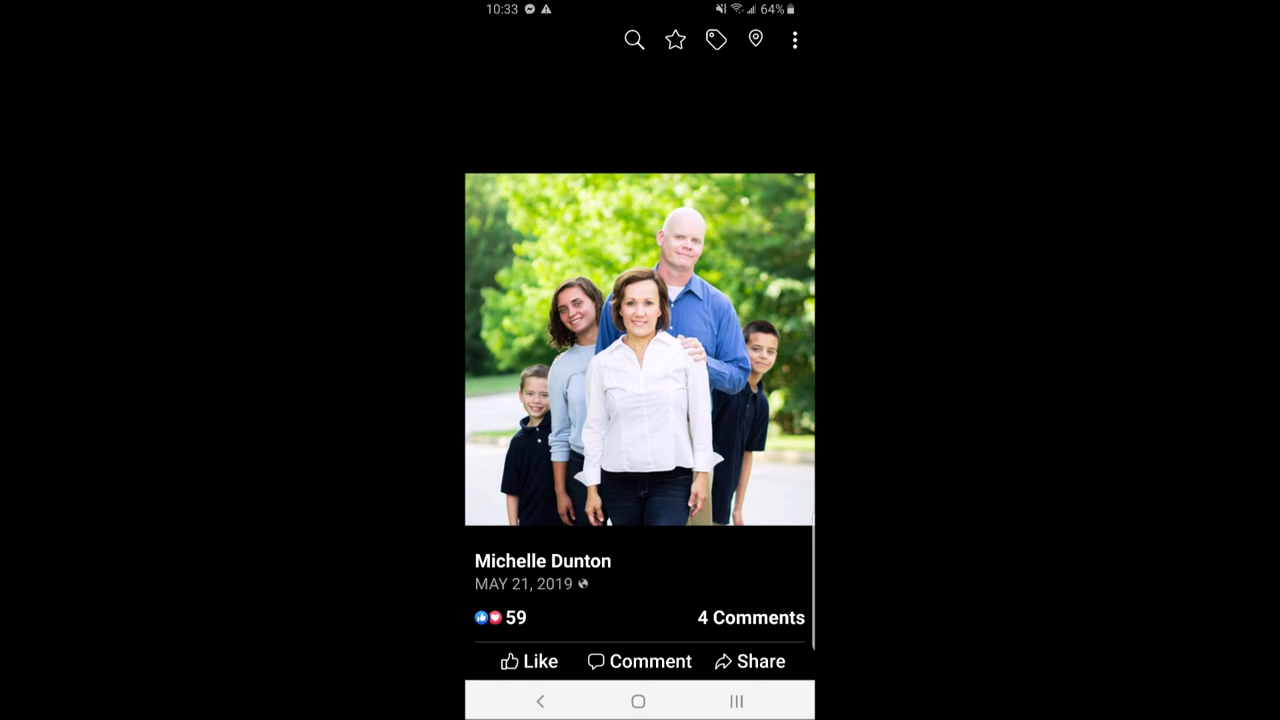 10:33 64%
Michelle Dunton
MAY 21, 2019
59 4 Comments
Like Comment Share